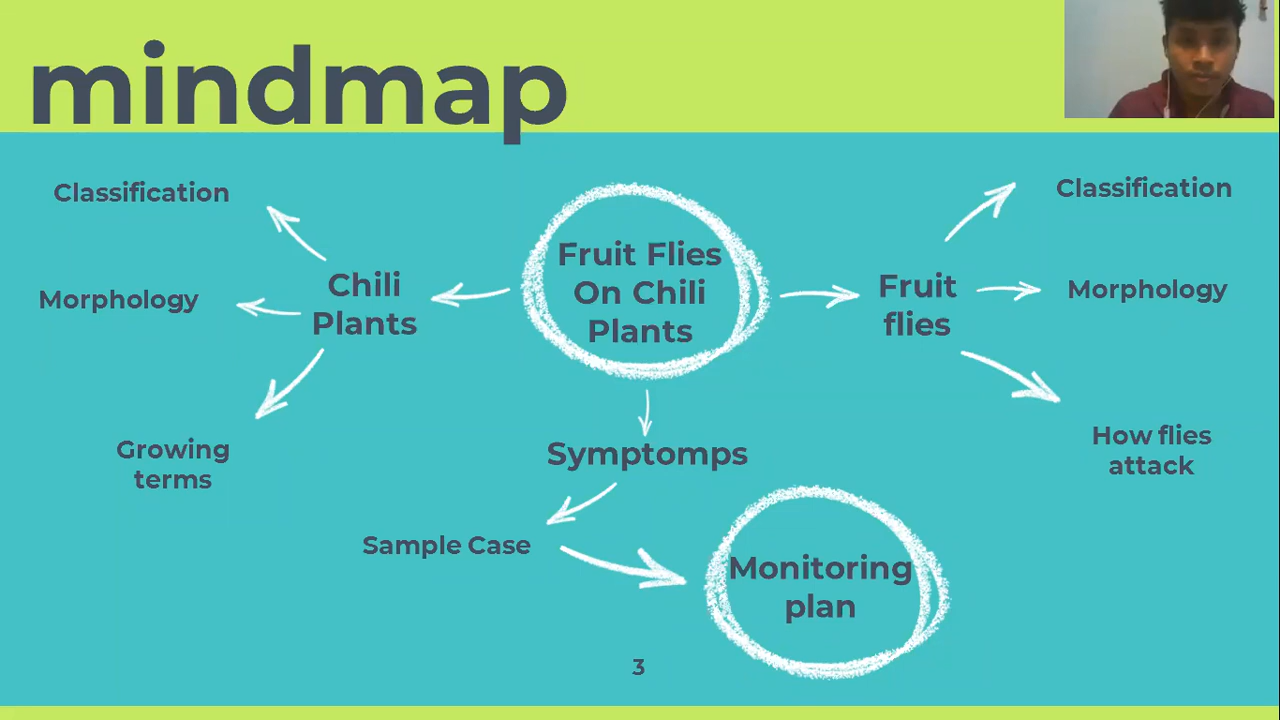 mindmap
Classification
Morphology
Growing
terms
Chili
Plants
Fruit Flies
On Chili
Plants
Fruit
flies
Classification
Morphology
How flies
attack
Symptomps
Sample Case
Monitoring
plan
3